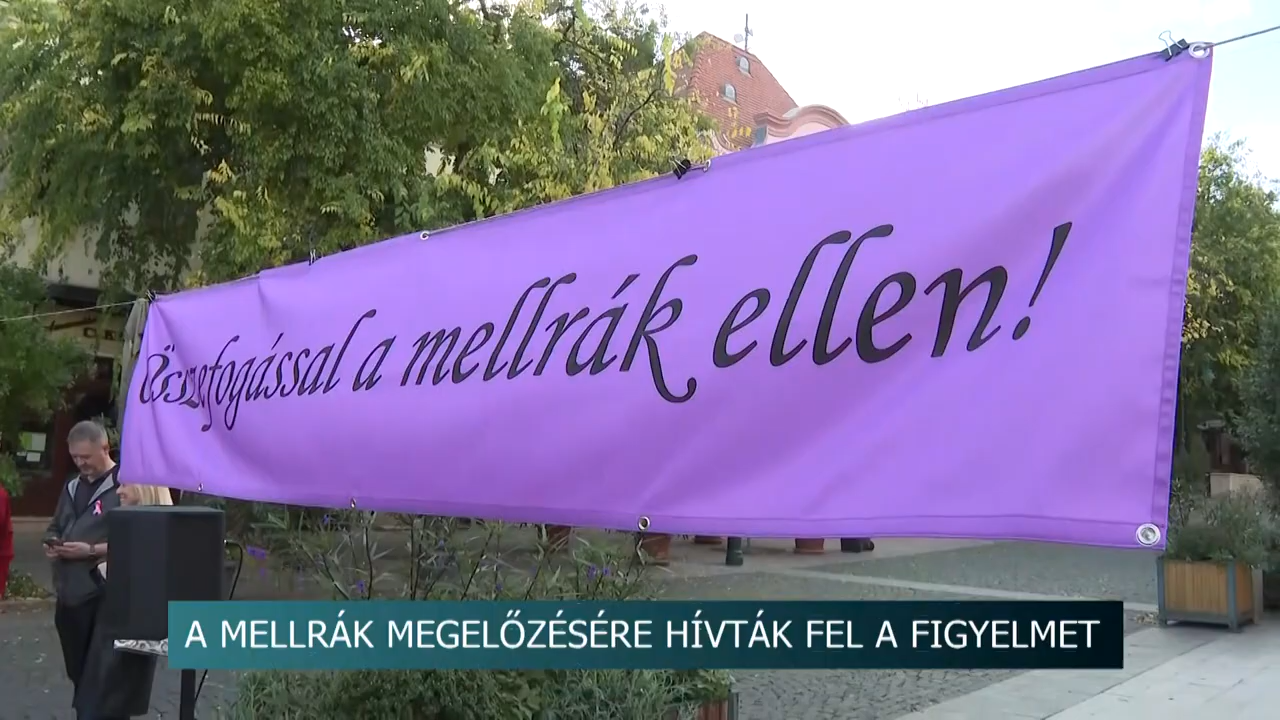 Összefogással a mellrák ellen!
A MELLRÁK MEGELŐZÉSÉRE HÍVTÁK FEL A FIGYELMET